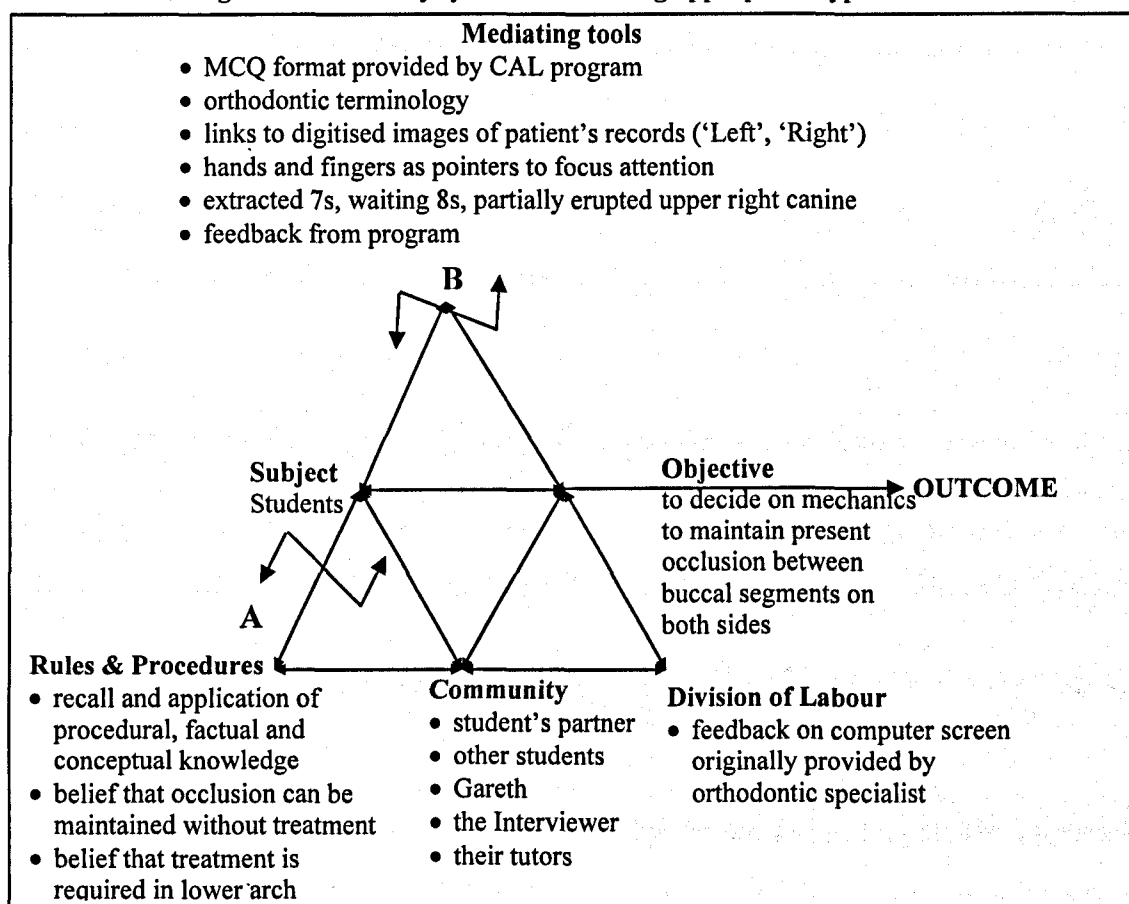 Mediating tools
• MCQ format provided by CAL program
• orthodontic terminology
• links to digitised images of patient's records ('Left', 'Right')
• hands and fingers as pointers to focus attention
• extracted 7s, waiting 8s, partially erupted upper right canine
• feedback from program
B
Subject
Students
Objective
to decide on mechanics
to maintain present
occlusion between
buccal segments on
both sides
OUTCOME
A
Rules & Procedures
• recall and application of
procedural, factual and
conceptual knowledge
• belief that occlusion can be
maintained without treatment
• belief that treatment is
required in lower arch
Community
• student's partner
• other students
• Gareth
• the Interviewer
• their tutors
Division of Labour
• feedback on computer screen
originally provided by
orthodontic specialist